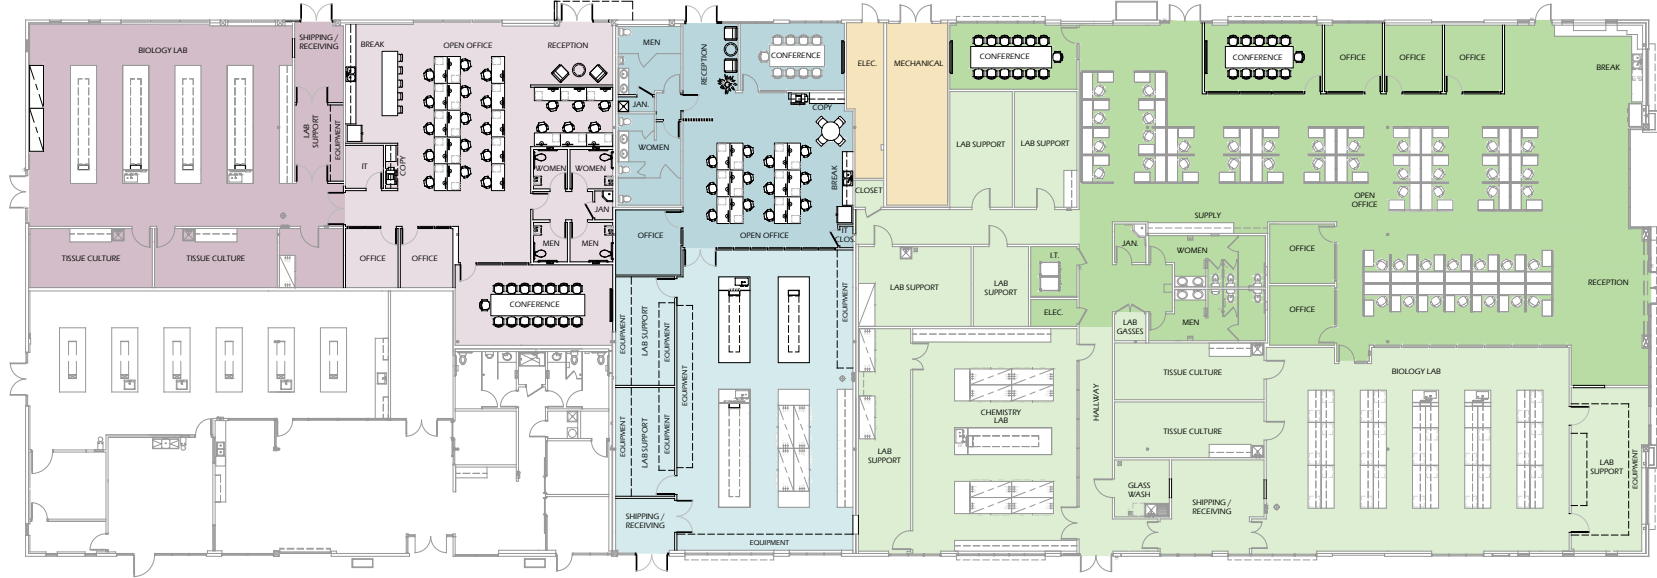 BIOLOGY LAB
SHIPPING /
RECEIVING
LAB
SUPPORT
EQUIPMENT
TISSUE CULTURE
TISSUE CULTURE
BREAK
OPEN OFFICE
RECEPTION
IT
COPY
WOMEN
WOMEN
JAN
MEN
MEN
OFFICE
OFFICE
CONFERENCE
MEN
JAN.
WOMEN
RECEPTION
CONFERENCE
COPY
BREAK
OFFICE
OPEN OFFICE
IT
CLOS.
EQUIPMENT
LAB SUPPORT
EQUIPMENT
EQUIPMENT
EQUIPMENT
EQUIPMENT
LAB SUPPORT
EQUIPMENT
SHIPPING /
RECEIVING
EQUIPMENT
ELEC.
MECHANICAL
CLOSET
CONFERENCE
LAB SUPPORT
LAB SUPPORT
LAB SUPPORT
LAB
SUPPORT
I.T.
ELEC.
LAB
SUPPORT
CHEMISTRY
LAB
HALLWAY
CONFERENCE
OFFICE
OFFICE
OFFICE
BREAK
OPEN
OFFICE
SUPPLY
JAN.
WOMEN
MEN
LAB
GASSES
OFFICE
OFFICE
RECEPTION
TISSUE CULTURE
TISSUE CULTURE
GLASS
WASH
SHIPPING /
RECEIVING
BIOLOGY LAB
LAB
SUPPORT
EQUIPMENT